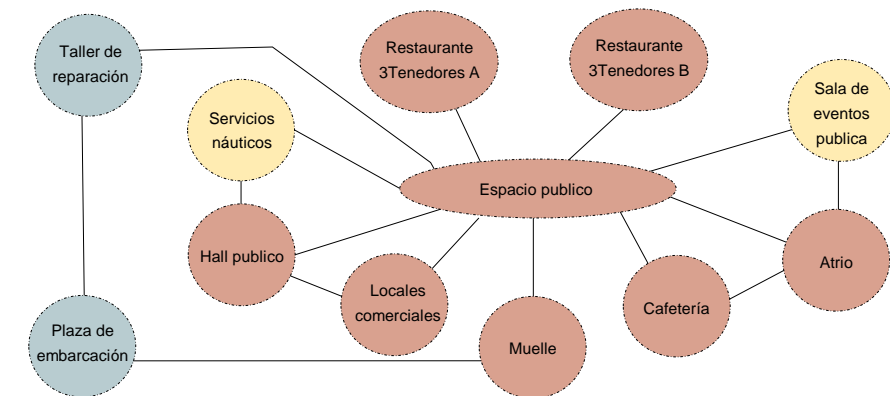 Taller de
reparación
Restaurante
3Tenedores A
Restaurante
3Tenedores B
Sala de
eventos
publica
Servicios
náuticos
Espacio publico
Hall publico
Locales
comerciales
Cafetería
Atrio
Plaza de
embarcación
Muelle